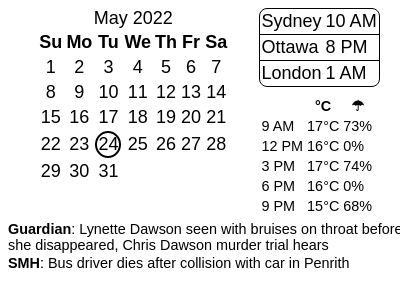 May 2022
Su Mo Tu We Th Fr Sa
1 2 3 4 5 6 7
8 9 10 11 12 13 14
15 16 17 18 19 20 21
22 23 24 25 26 27 28
29 30 31
Sydney 10 AM
Ottawa 8 PM
London 1 AM
°C ☂
9 AM 17°C 73%
12 PM 16°C 0%
3 PM 17°C 74%
6 PM 16°C 0%
9 PM 15°C 68%
Guardian: Lynette Dawson seen with bruises on throat before
she disappeared, Chris Dawson murder trial hears
SMH: Bus driver dies after collision with car in Penrith